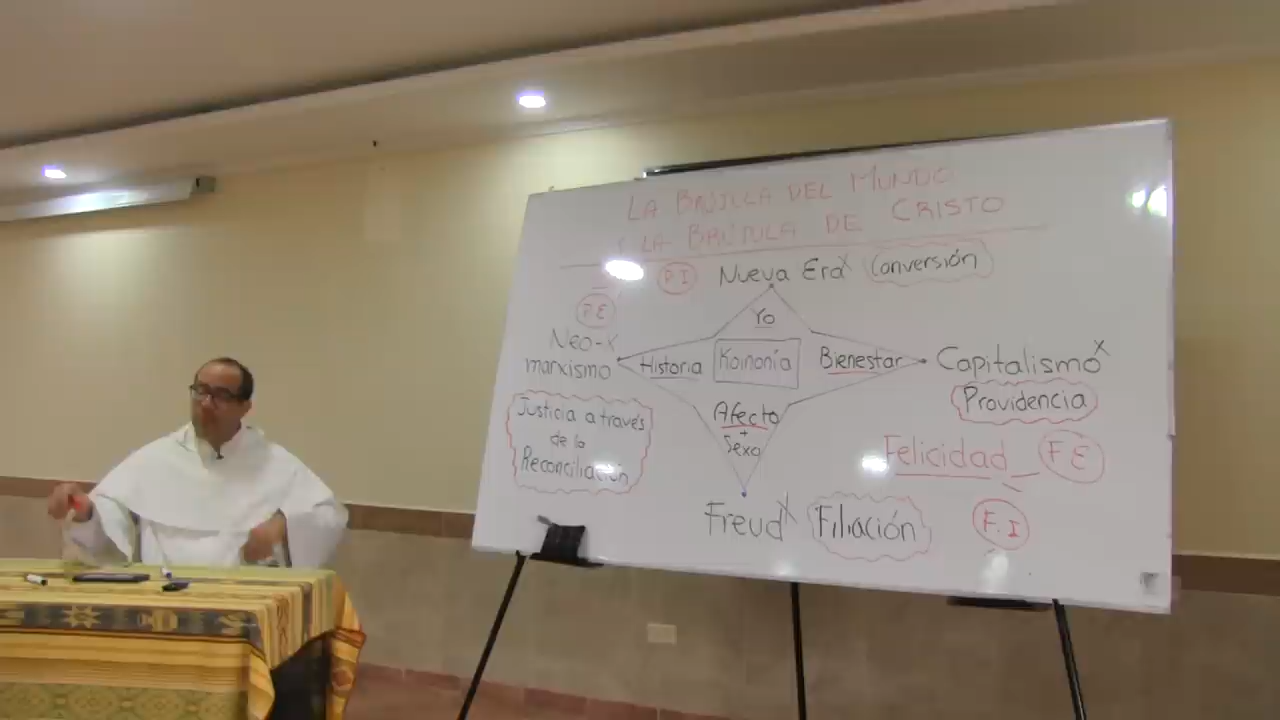 LA BRÚJULA DEL MUNDO
Y LA BRÚJULA DE CRISTO
P.I
Nueva Era x
Conversión
F E
Yo
Neo- x
marxismo
Historia
Koinonía
Bienestar
Capitalismo x
Providencia
Justicia a través
de la
Reconciliación
Afecto
+
Sexo
Felicidad
F E
F. I
Freud x
Filiación